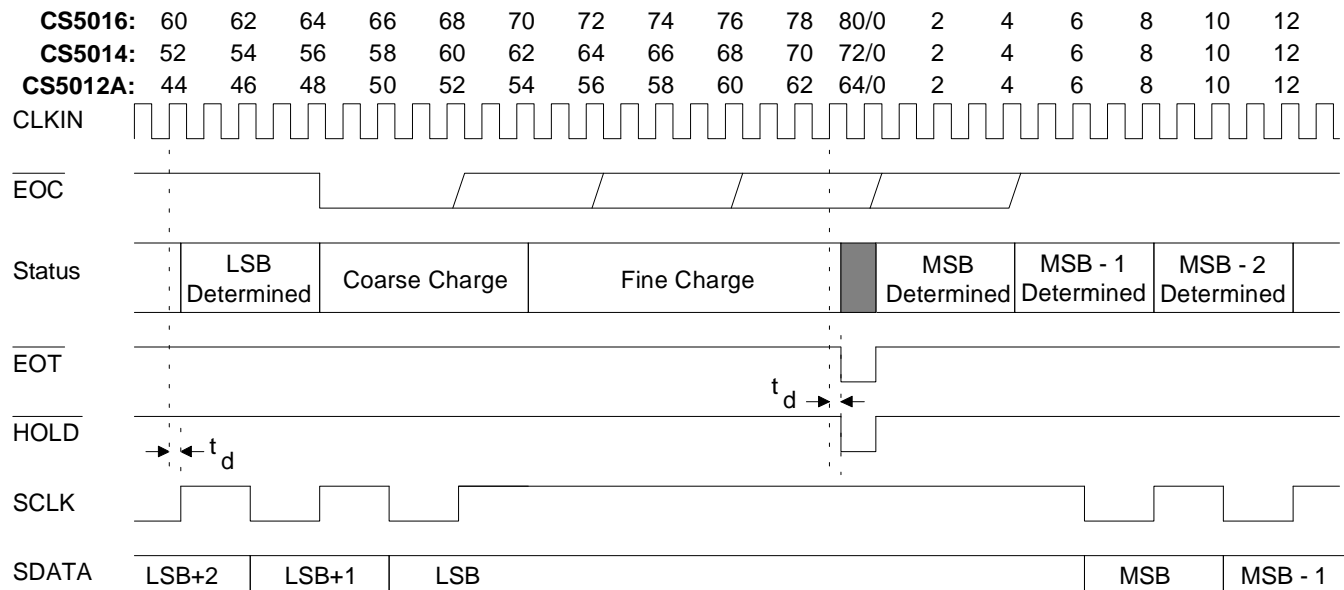 CS5016: 60 62 64 66 68 70 72 74 76 78 80/0 2 4 6 8 10 12
CS5014: 52 54 56 58 60 62 64 66 68 70 72/0 2 4 6 8 10 12
CS5012A: 44 46 48 50 52 54 56 58 60 62 64/0 2 4 6 8 10 12
CLKIN
EOC
Status
LSB
Determined
Coarse Charge
Fine Charge
MSB
Determined
MSB - 1
Determined
MSB - 2
Determined
EOT
td
HOLD
td
SCLK
SDATA LSB+2 LSB+1 LSB MSB MSB - 1